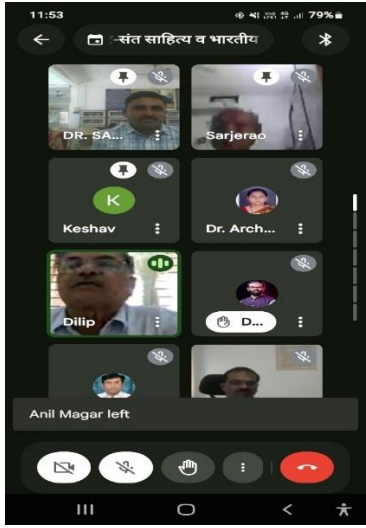 11:53
79%
:-संत साहित्य व भारतीय
DR. SA...
Sarjerao
K
Keshav
Dr. Arch...
Dilip
D...
Anil Magar left